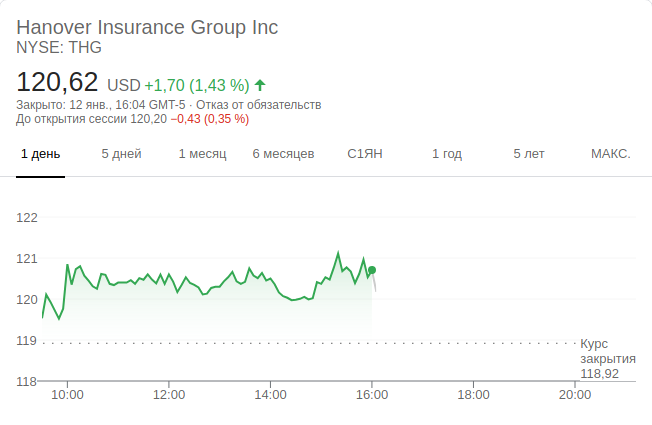 Hanover Insurance Group Inc
NYSE: THG
120,62 USD +1,70 (1,43 %)
Закрыто: 12 янв., 16:04 GMT-5 · Отказ от обязательств
До открытия сессии 120,20 −0,43 (0,35 %)
1 день 5 дней 1 месяц 6 месяцев С1ЯН 1 год 5 лет МАКС.
122
121
120
119
118
Курс
закрытия
118,92
10:00 12:00 14:00 16:00 18:00 20:00